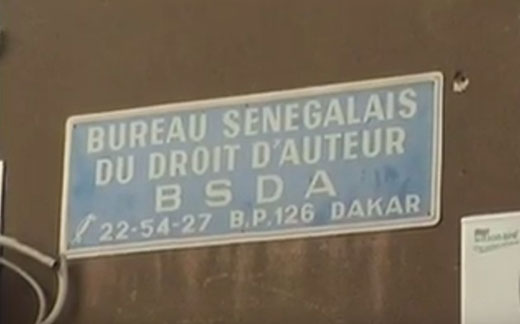 BUREAU SENEGALAIS
DU DROIT D'AUTEUR
BSDA
22-54-27 B.P.126 DAKAR